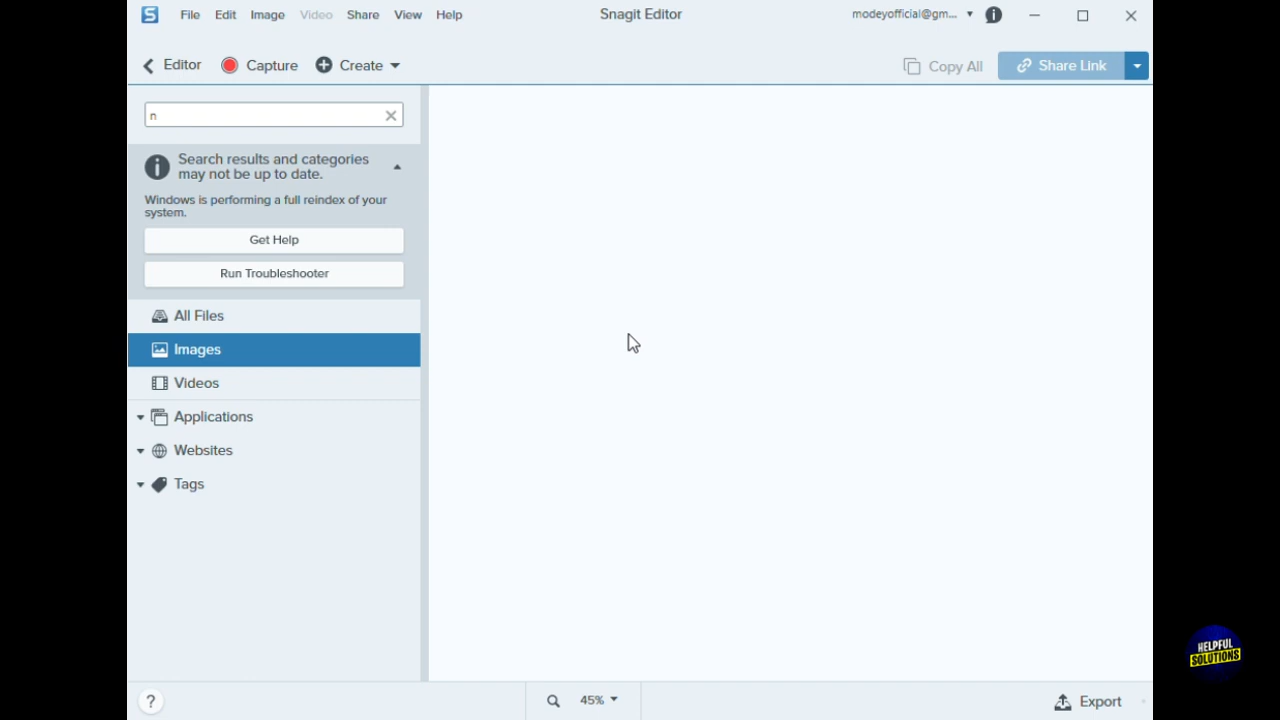 S File Edit Image Video Share View Help
Snagit Editor
modeyofficial@gm...
Editor Capture Create
Copy All Share Link
n
Search results and categories
may not be up to date.
Windows is performing a full reindex of your
system.
Get Help
Run Troubleshooter
All Files
Images
Videos
Applications
Websites
Tags
? 45% Export
HELPFUL
SOLUTIONS